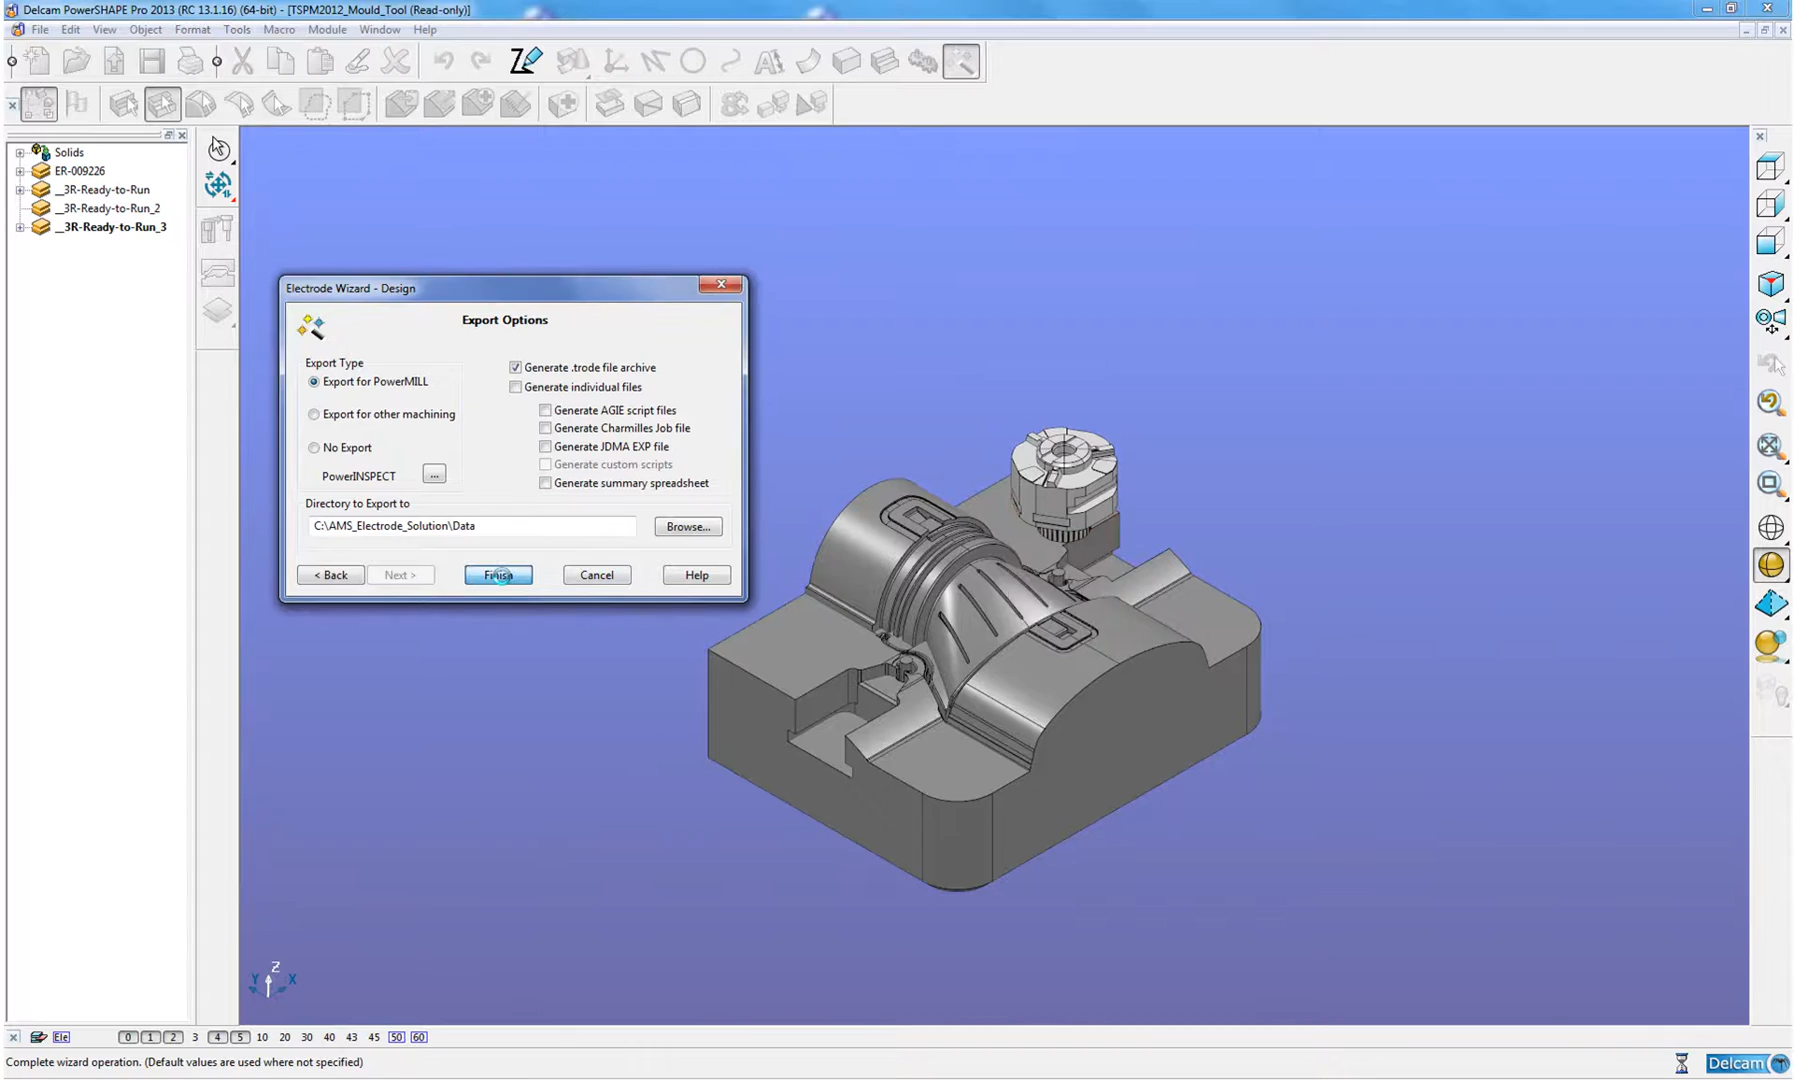 Delcam PowerSHAPE Pro 2013 (RC 13.1.16) (64-bit) - [TSPM2012_Mould_Tool (Read-only)]
File Edit View Object Format Tools Macro Module Window Help
Solids
ER-009226
__3R-Ready-to-Run
__3R-Ready-to-Run_2
__3R-Ready-to-Run_3
Electrode Wizard - Design
Export Options
Export Type
Export for PowerMILL
Export for other machining
No Export
PowerINSPECT ...
Generate .trode file archive
Generate individual files
Generate AGIE script files
Generate Charmilles Job file
Generate JDMA EXP file
Generate custom scripts
Generate summary spreadsheet
Directory to Export to
C:\AMS_Electrode_Solution\Data Browse...
< Back Next > Finish Cancel Help
Z
Y X
Ele 0 1 2 3 4 5 10 20 30 40 43 45 50 60
Complete wizard operation. (Default values are used where not specified)
Delcam